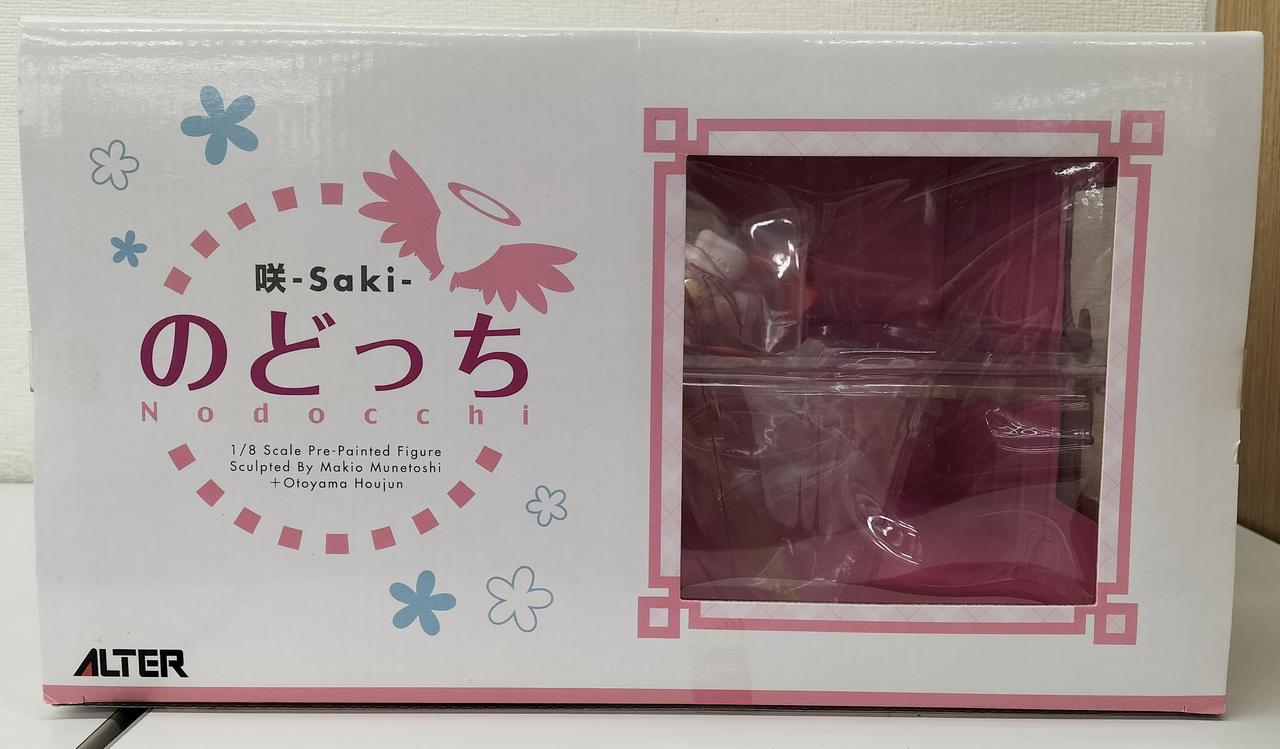 咲-Saki-
のどっち
Nodocchi
1/8 Scale Pre-Painted Figure
Sculpted By Makio Munetoshi
+Otoyama Houjun
ALTER